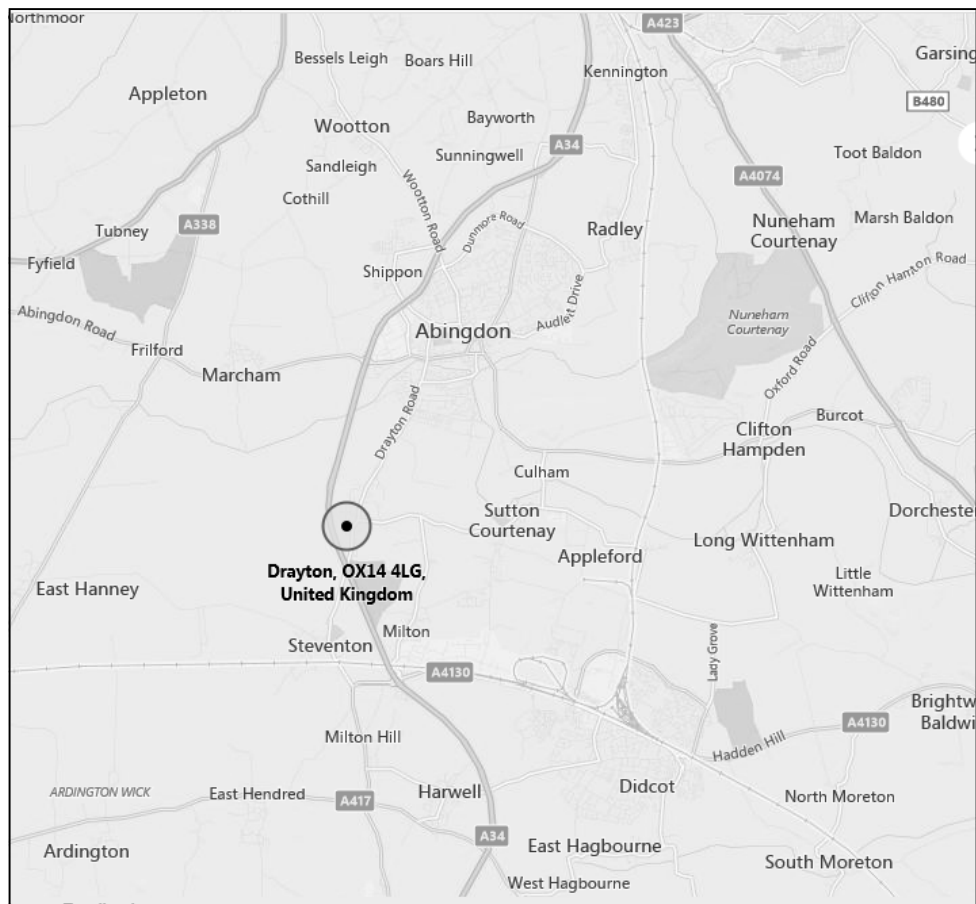 Northmoor
A423
Bessels Leigh
Boars Hill
Garsing
Kennington
Appleton
B480
Bayworth
Wootton
A34
Toot Baldon
Sunningwell
Sandleigh
A4074
Wootton Road
Cothill
Dunmore Road
Marsh Baldon
A338
Nuneham
Courtenay
Radley
Tubney
Fyfield
Shippon
Clifton Hampton Road
Abingdon Road
Audlett Drive
Nuneham
Courtenay
Abingdon
Frilford
Marcham
Oxford Road
Burcot
Drayton Road
Clifton
Hampden
Culham
Sutton
Courtenay
Dorchester
Long Wittenham
Appleford
Drayton, OX14 4LG,
United Kingdom
Little
Wittenham
East Hanney
Milton
Steventon
Lady Grove
A4130
Brightw
Baldwi
A4130
Milton Hill
Hadden Hill
Didcot
ARDINGTON WICK
East Hendred
A417
Harwell
North Moreton
A34
East Hagbourne
Ardington
South Moreton
West Hagbourne